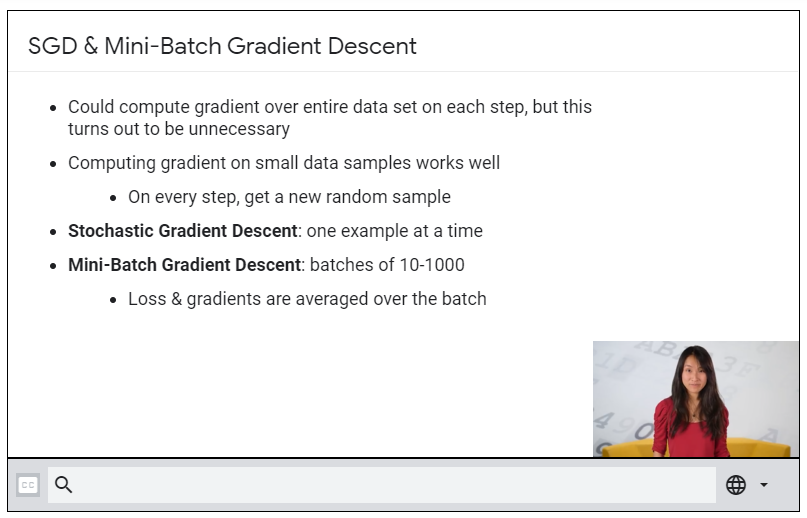 SGD & Mini-Batch Gradient Descent
Could compute gradient over entire data set on each step, but this
turns out to be unnecessary
Computing gradient on small data samples works well
On every step, get a new random sample
Stochastic Gradient Descent: one example at a time
Mini-Batch Gradient Descent: batches of 10-1000
Loss & gradients are averaged over the batch
CC